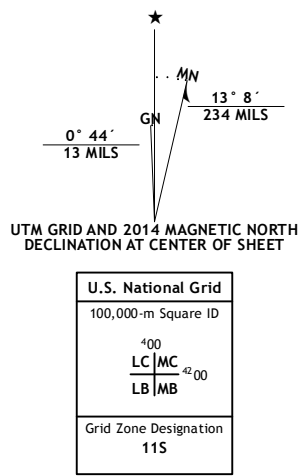 ★
MN
GN
0° 44´
13 MILS
13° 8´
234 MILS
UTM GRID AND 2014 MAGNETIC NORTH
DECLINATION AT CENTER OF SHEET
U.S. National Grid
100,000-m Square ID
400
LC MC
4200
LB MB
Grid Zone Designation
11S